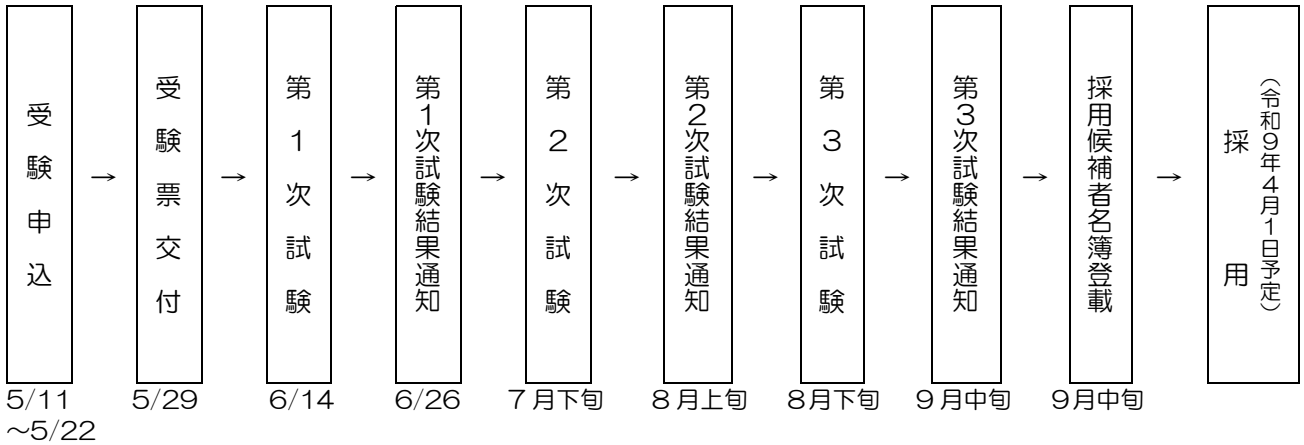 受験申込
→
受験票交付
→
第１次試験
→
第１次試験結果通知
→
第２次試験
→
第２次試験結果通知
→
第３次試験
→
第３次試験結果通知
→
採用候補者名簿登載
→
採用
（令和９年４月１日予定）
5/11
～5/22
5/29
6/14
6/26
７月下旬
８月上旬
８月下旬
９月中旬
９月中旬